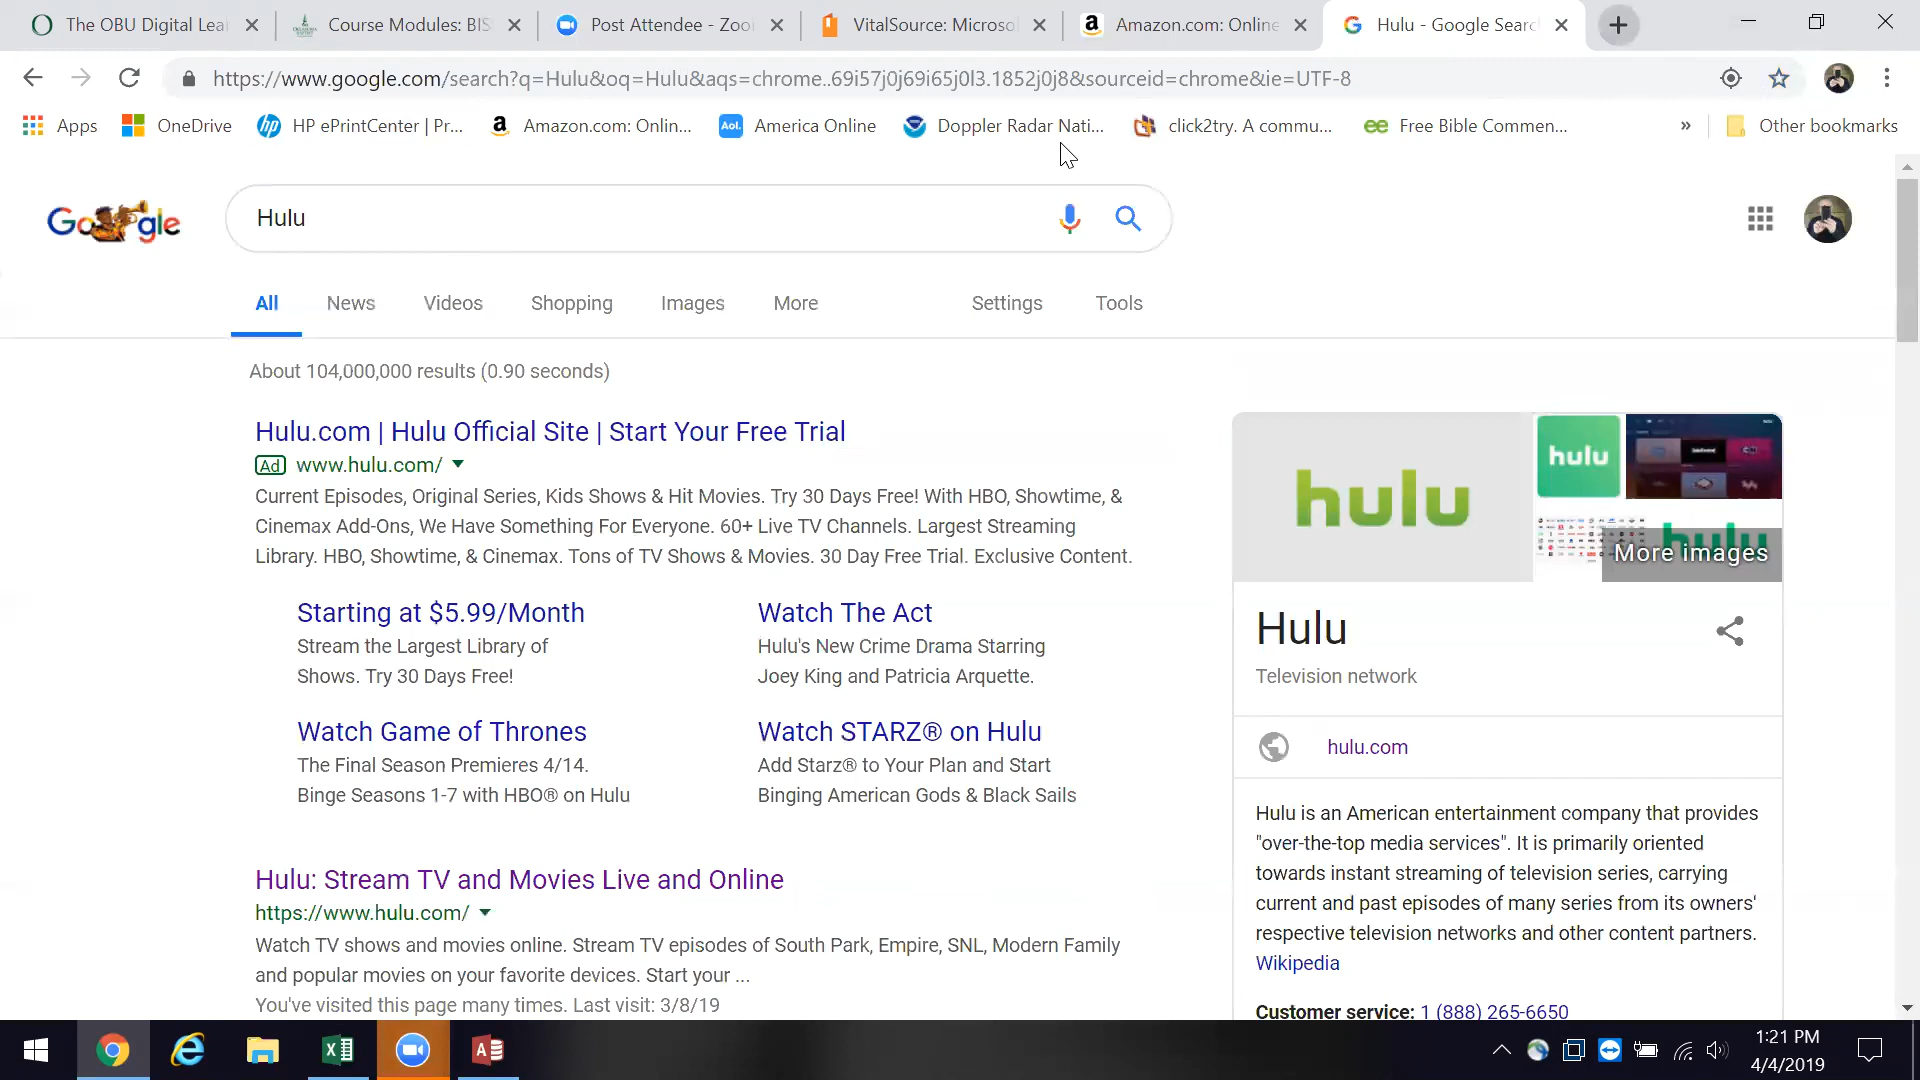 The OBU Digital Lea
Course Modules: BIS
Post Attendee - Zoo
VitalSource: Microso
Amazon.com: Online
Hulu - Google Searc
https://www.google.com/search?q=Hulu&oq=Hulu&aqs=chrome..69i57j0j69i65j0l3.1852j0j8&sourceid=chrome&ie=UTF-8
Apps
OneDrive
HP ePrintCenter | Pr...
Amazon.com: Onlin...
Aol.
America Online
Doppler Radar Nati...
click2try. A commu...
Free Bible Commen...
»
Other bookmarks
Google
Hulu
All
News
Videos
Shopping
Images
More
Settings
Tools
About 104,000,000 results (0.90 seconds)
Hulu.com | Hulu Official Site | Start Your Free Trial
Ad www.hulu.com/
Current Episodes, Original Series, Kids Shows & Hit Movies. Try 30 Days Free! With HBO, Showtime, &
Cinemax Add-Ons, We Have Something For Everyone. 60+ Live TV Channels. Largest Streaming
Library. HBO, Showtime, & Cinemax. Tons of TV Shows & Movies. 30 Day Free Trial. Exclusive Content.
Starting at $5.99/Month
Stream the Largest Library of
Shows. Try 30 Days Free!
Watch The Act
Hulu's New Crime Drama Starring
Joey King and Patricia Arquette.
Watch Game of Thrones
The Final Season Premieres 4/14.
Binge Seasons 1-7 with HBO® on Hulu
Watch STARZ® on Hulu
Add Starz® to Your Plan and Start
Binging American Gods & Black Sails
Hulu: Stream TV and Movies Live and Online
https://www.hulu.com/
Watch TV shows and movies online. Stream TV episodes of South Park, Empire, SNL, Modern Family
and popular movies on your favorite devices. Start your ...
You've visited this page many times. Last visit: 3/8/19
hulu
hulu
hulu
More images
Hulu
Television network
hulu.com
Hulu is an American entertainment company that provides
"over-the-top media services". It is primarily oriented
towards instant streaming of television series, carrying
current and past episodes of many series from its owners'
respective television networks and other content partners.
Wikipedia
Customer service: 1 (888) 265-6650
1:21 PM
4/4/2019